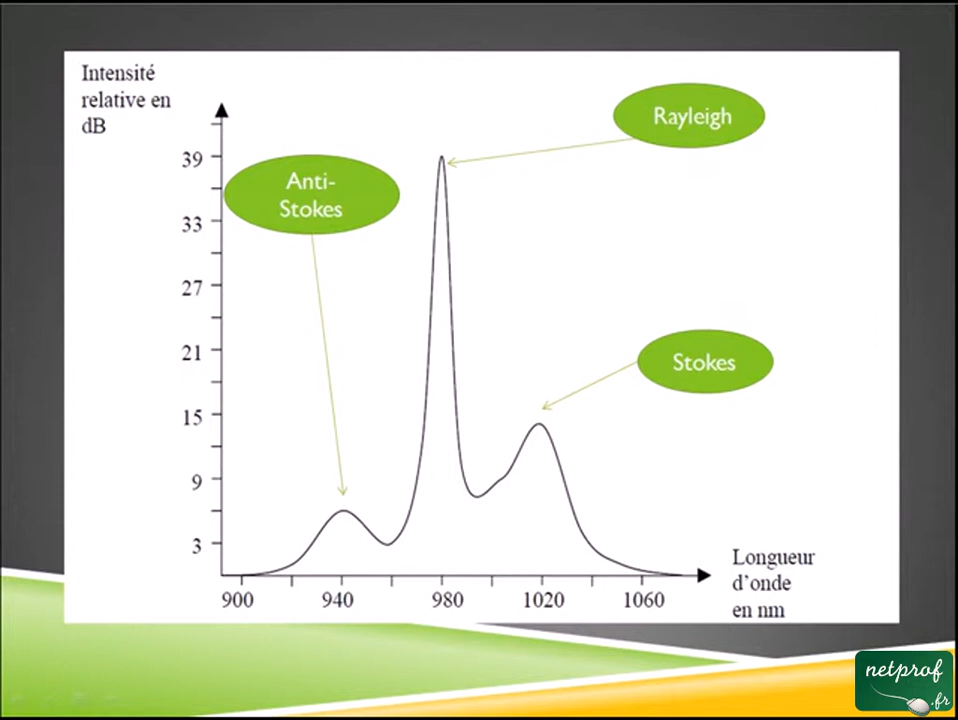 Intensité
relative en
dB
Rayleigh
39
Anti-
Stokes
33
27
21
Stokes
15
9
3
Longueur
d'onde
en nm
900 940 980 1020 1060
netprof
.fr